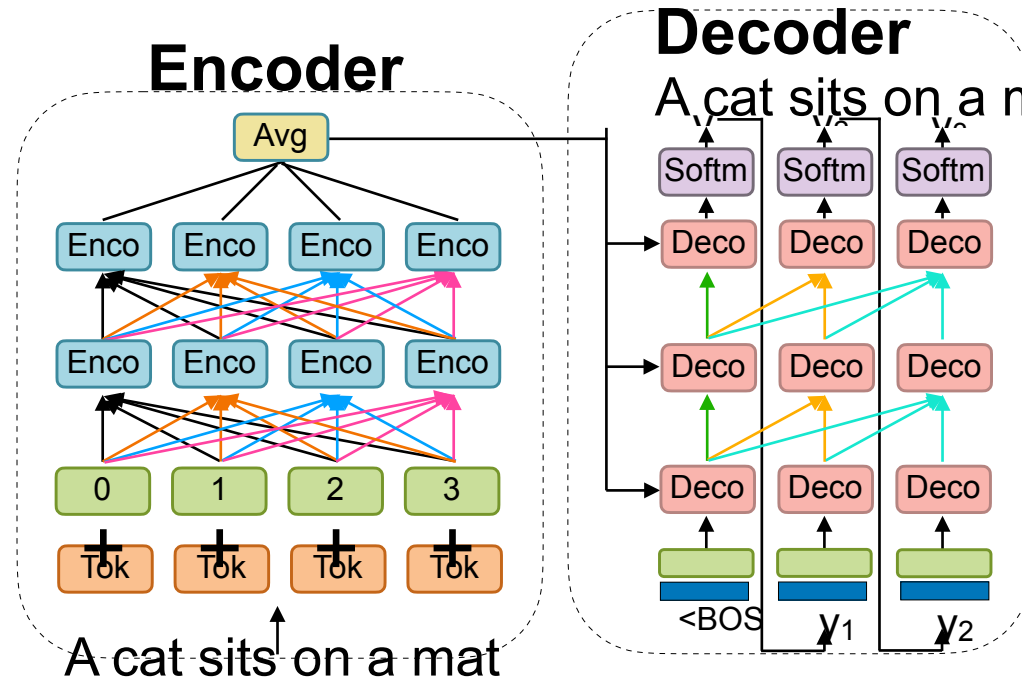 Encoder
Decoder
A cat sits on a m
Avg
Softm Softm Softm
Enco Enco Enco Enco
Deco Deco Deco
Enco Enco Enco Enco
Deco Deco Deco
0 1 2 3
Deco Deco Deco
Tok Tok Tok Tok
<BOS y1 y2
A cat sits on a mat